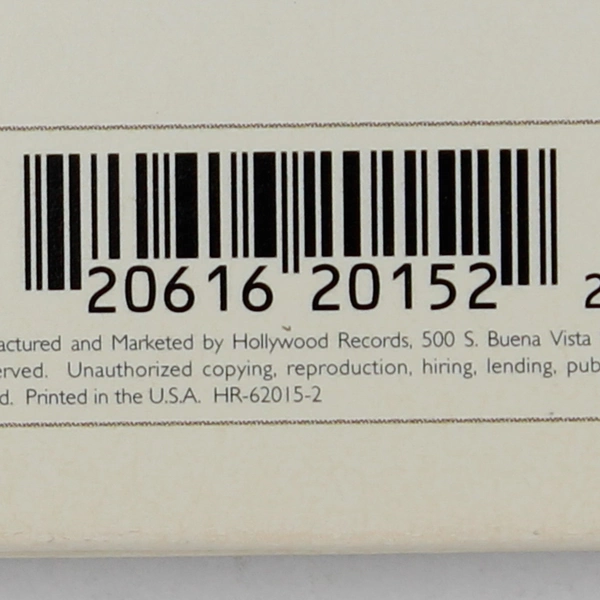 20616 20152 2
actured and Marketed by Hollywood Records, 500 S. Buena Vista
erved. Unauthorized copying, reproduction, hiring, lending, pub
d. Printed in the U.S.A. HR-62015-2